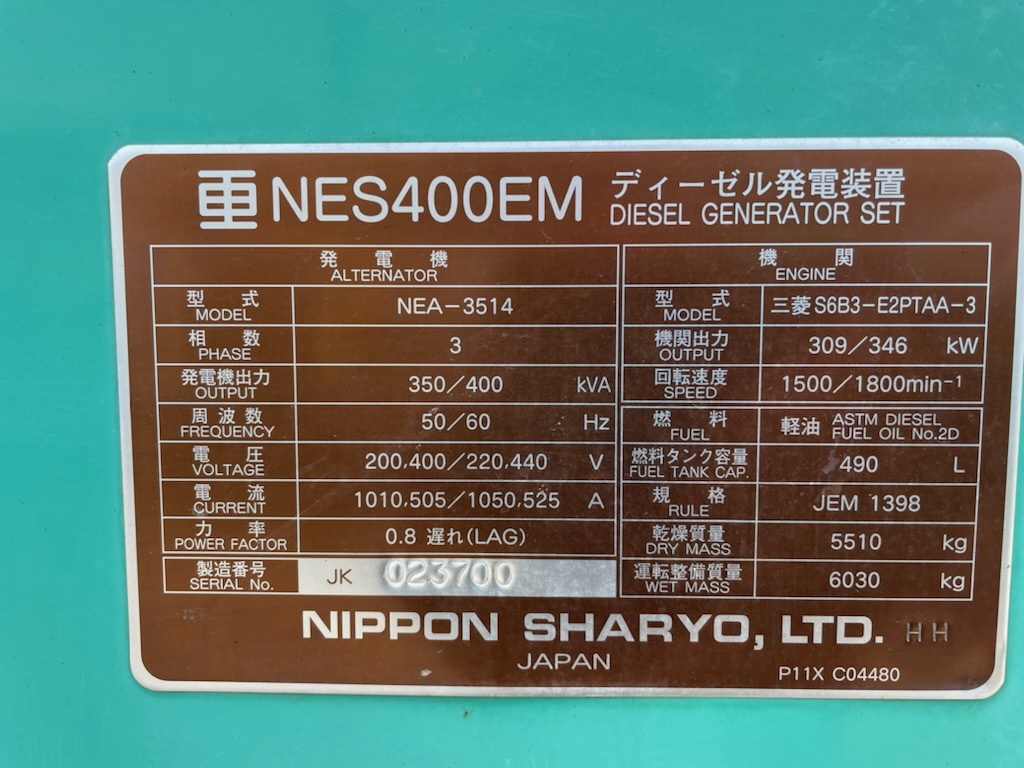 重 NES400EM ディーゼル発電装置
DIESEL GENERATOR SET
発電機
ALTERNATOR
型式 NEA-3514
MODEL
相数 3
PHASE
発電機出力 350/400 kVA
OUTPUT
周波数 50/60 Hz
FREQUENCY
電圧 200,400/220,440 V
VOLTAGE
電流 1010,505/1050,525 A
CURRENT
力率 0.8 遅れ(LAG)
POWER FACTOR
製造番号 JK 023700
SERIAL No.
機関
ENGINE
型式 三菱S6B3-E2PTAA-3
MODEL
機関出力 309/346 kW
OUTPUT
回転速度 1500/1800min⁻¹
SPEED
燃料 軽油 ASTM DIESEL
FUEL FUEL OIL No.2D
燃料タンク容量 490 L
FUEL TANK CAP.
規格 JEM 1398
RULE
乾燥質量 5510 kg
DRY MASS
運転整備質量 6030 kg
WET MASS
NIPPON SHARYO, LTD. HH
JAPAN
P11X C04480